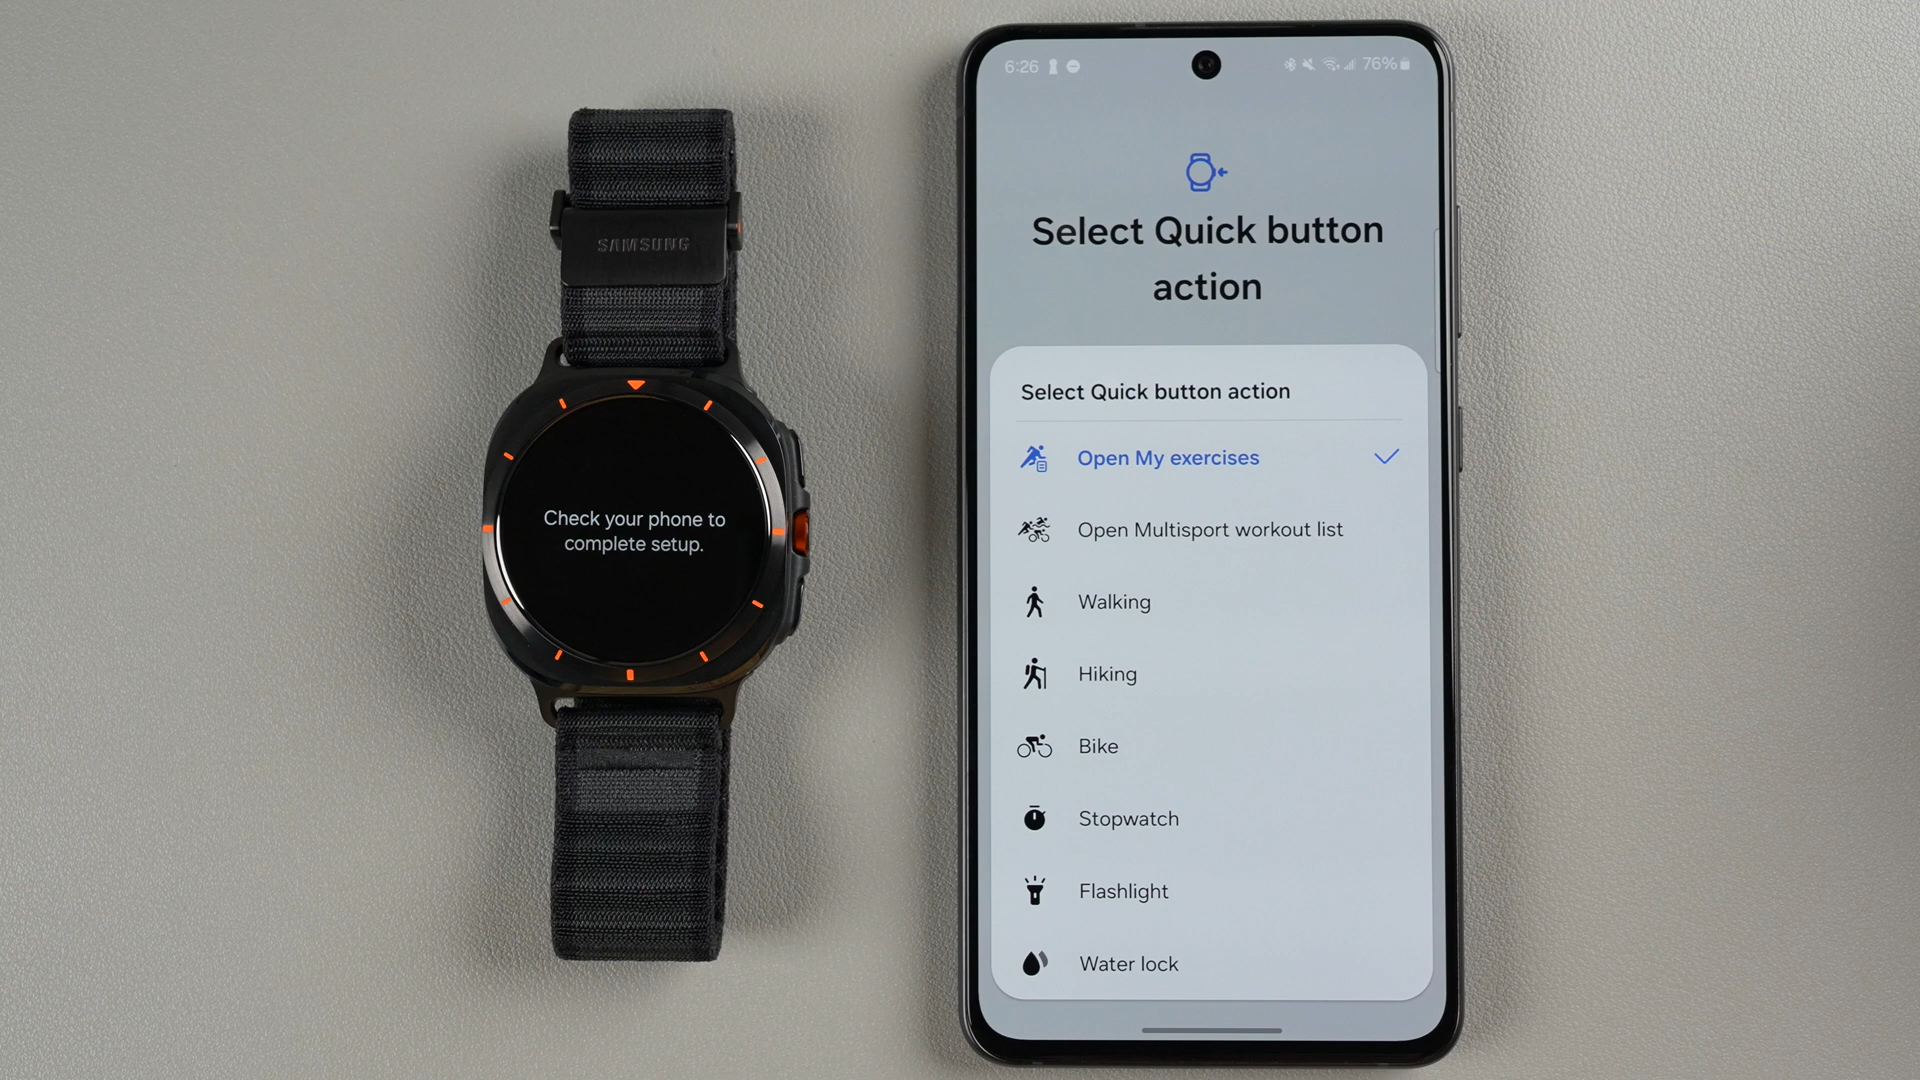 SAMSUNG
Check your phone to
complete setup.
6:26
76%
Select Quick button
action
Select Quick button action
Open My exercises
Open Multisport workout list
Walking
Hiking
Bike
Stopwatch
Flashlight
Water lock